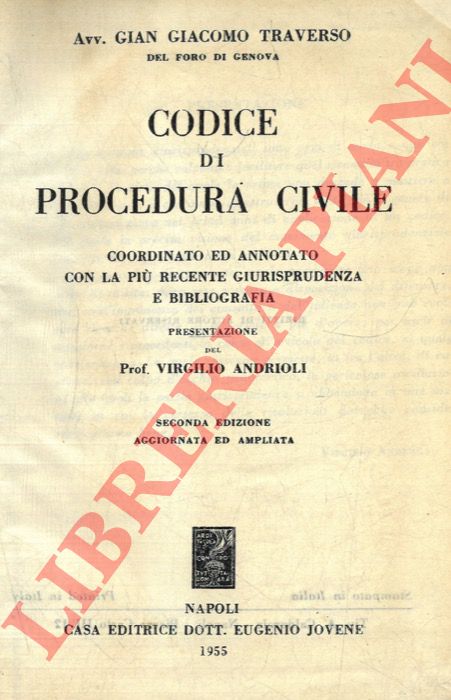 Avv. GIAN GIACOMO TRAVERSO
DEL FORO DI GENOVA
CODICE
DI
PROCEDURA CIVILE
COORDINATO ED ANNOTATO
CON LA PIÙ RECENTE GIURISPRUDENZA
E BIBLIOGRAFIA
PRESENTAZIONE
DEL
Prof. VIRGILIO ANDRIOLI
SECONDA EDIZIONE
AGGIORNATA ED AMPLIATA
NAPOLI
CASA EDITRICE DOTT. EUGENIO JOVENE
1955
LIBRERIA PIANI